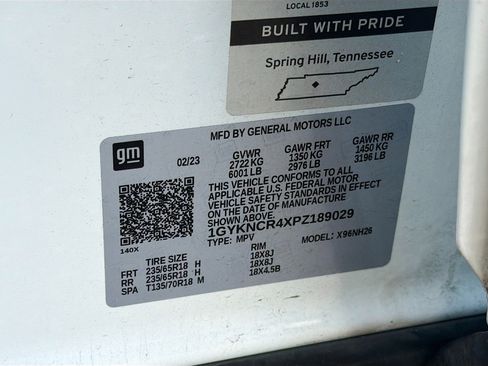 LOCAL 1853
BUILT WITH PRIDE
Spring Hill, Tennessee
MFD BY GENERAL MOTORS LLC
gm
02/23
GVWR GAWR FRT GAWR RR
2722 KG 1350 KG 1450 KG
6001 LB 2976 LB 3196 LB
THIS VEHICLE CONFORMS TO ALL
APPLICABLE U.S. FEDERAL MOTOR
VEHICLE SAFETY STANDARDS IN EFFECT
ON THE DATE OF MANUFACTURE
SHOWN ABOVE.
1GYKNCR4XPZ189029
TYPE: MPV MODEL: X96NH26
140X
TIRE SIZE RIM
FRT 235/65R18 H 18X8J
RR 235/65R18 H 18X8J
SPA T135/70R18 M 18X4.5B